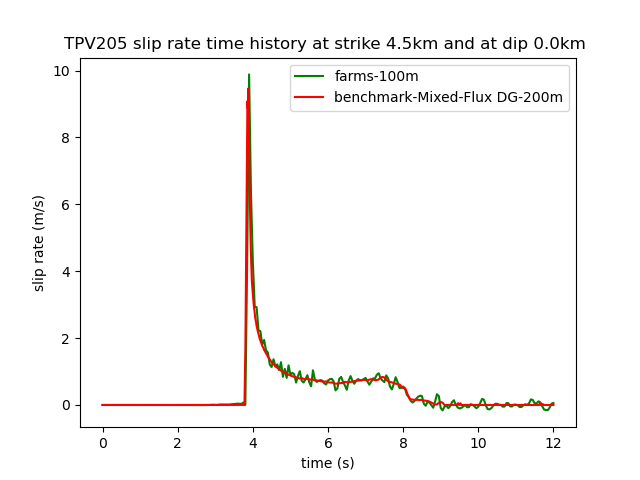 TPV205 slip rate time history at strike 4.5km and at dip 0.0km
farms-100m
benchmark-Mixed-Flux DG-200m
slip rate (m/s)
10
8
6
4
2
0
0 2 4 6 8 10 12
time (s)